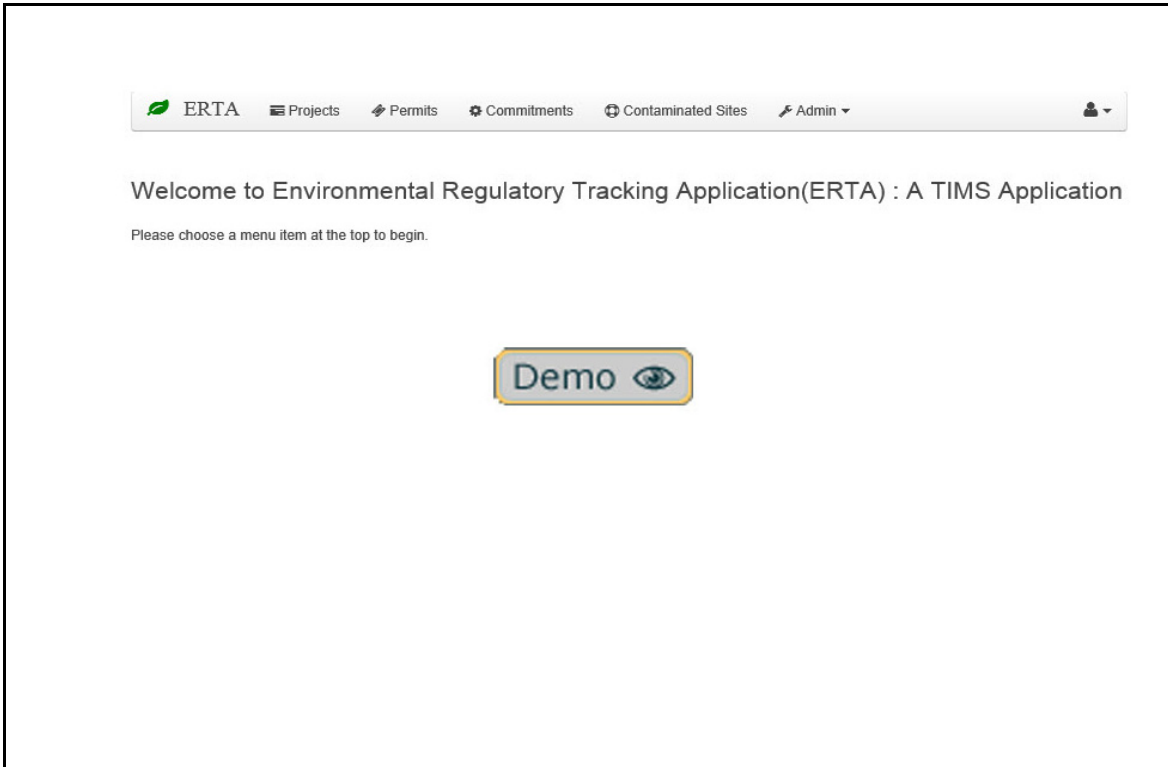 ERTA Projects Permits Commitments Contaminated Sites Admin
Welcome to Environmental Regulatory Tracking Application(ERTA) : A TIMS Application
Please choose a menu item at the top to begin.
Demo